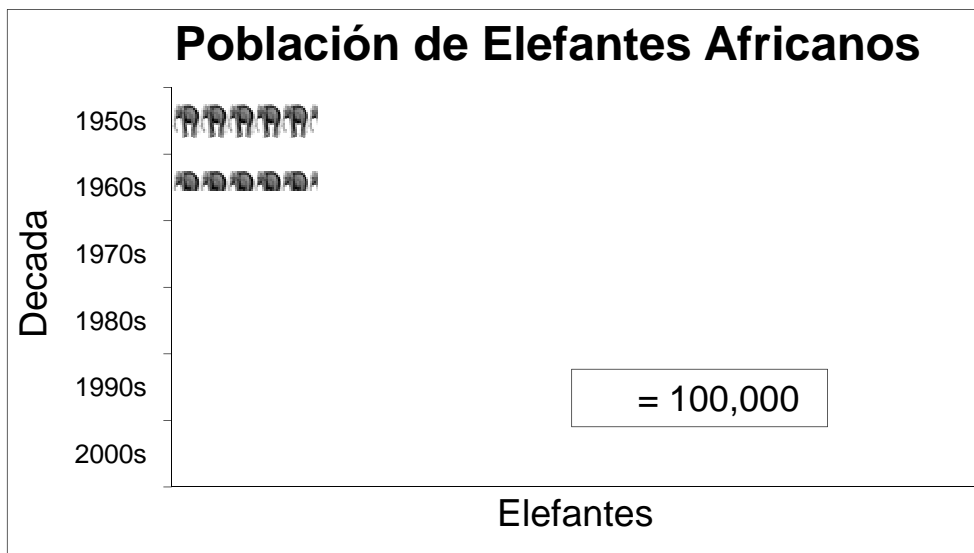 Población de Elefantes Africanos
Decada
1950s
1960s
1970s
1980s
1990s
2000s
= 100,000
Elefantes